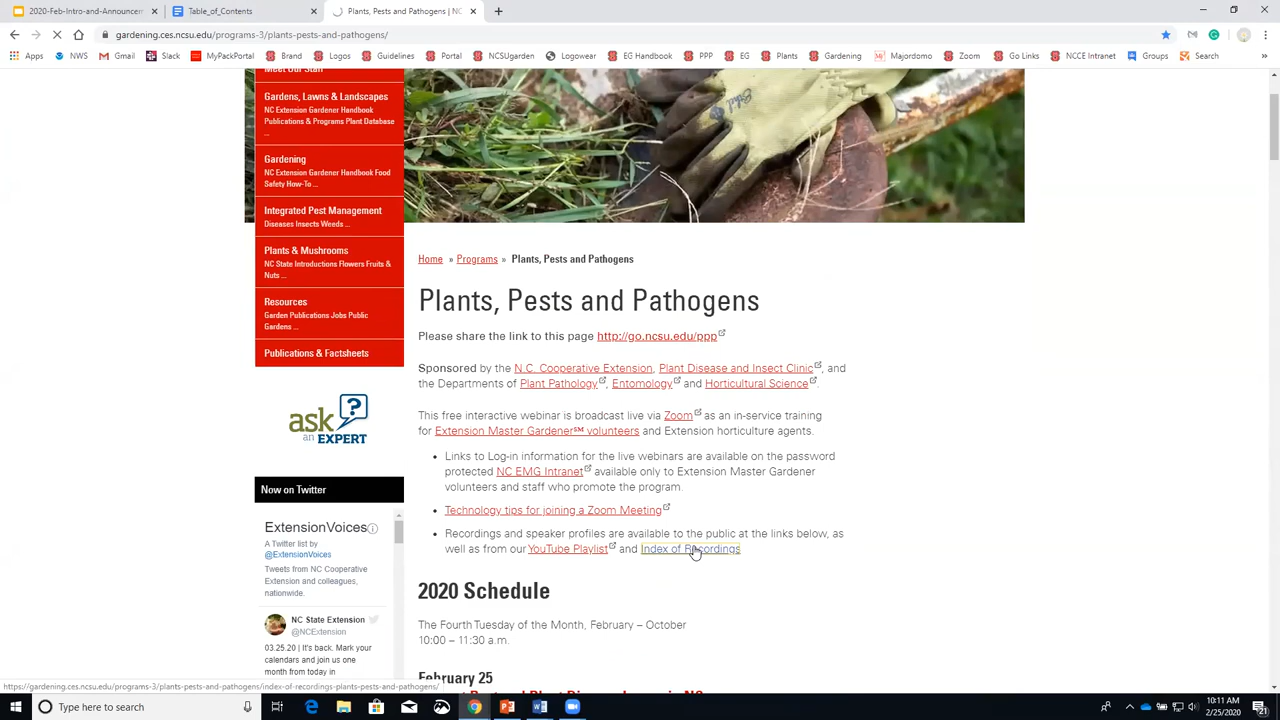 2020-Feb-Intro-and-Announceme
2020-Schedule - Google Docs
Plants, Pests and Pathogens | NC
gardening.ces.ncsu.edu/programs-3/plants-pests-and-pathogens/
Apps NWS Gmail Slack MyPackPortal Brand Logos Guidelines Portal NCSUgarden Logowear EG Handbook PPP EG Plants Gardening Majordomo Zoom Go Links NCCE Intranet Groups Search
Meet Our Staff
Gardens, Lawns & Landscapes
NC Extension Gardener Handbook
Publications & Programs Plant Database
...
Gardening
NC Extension Gardener Handbook Food
Safety How-To ...
Integrated Pest Management
Diseases Insects Weeds ...
Plants & Mushrooms
NC State Introductions Flowers Fruits &
Nuts ...
Resources
Garden Publications Jobs Public
Gardens ...
Publications & Factsheets
ask
an EXPERT
Now on Twitter
ExtensionVoices
A Twitter list by
@ExtensionVoices
Tweets from NC Cooperative
Extension and colleagues,
nationwide.
NC State Extension
@NCExtension
03.25.20 | It's back. Mark your
calendars and join us one
month from today in
Home » Programs » Plants, Pests and Pathogens
Plants, Pests and Pathogens
Please share the link to this page http://go.ncsu.edu/ppp
Sponsored by the N.C. Cooperative Extension, Plant Disease and Insect Clinic, and
the Departments of Plant Pathology, Entomology and Horticultural Science.
This free interactive webinar is broadcast live via Zoom as an in-service training
for Extension Master Gardener℠ volunteers and Extension horticulture agents.
• Links to Log-in information for the live webinars are available on the password
protected NC EMG Intranet available only to Extension Master Gardener
volunteers and staff who promote the program.
• Technology tips for joining a Zoom Meeting
• Recordings and speaker profiles are available to the public at the links below, as
well as from our YouTube Playlist and Index of Recordings
2020 Schedule
The Fourth Tuesday of the Month, February – October
10:00 – 11:30 a.m.
February 25
https://gardening.ces.ncsu.edu/programs-3/plants-pests-and-pathogens/index-of-recordings-plants-pests-and-pathogens/
Type here to search
10:11 AM
2/25/2020